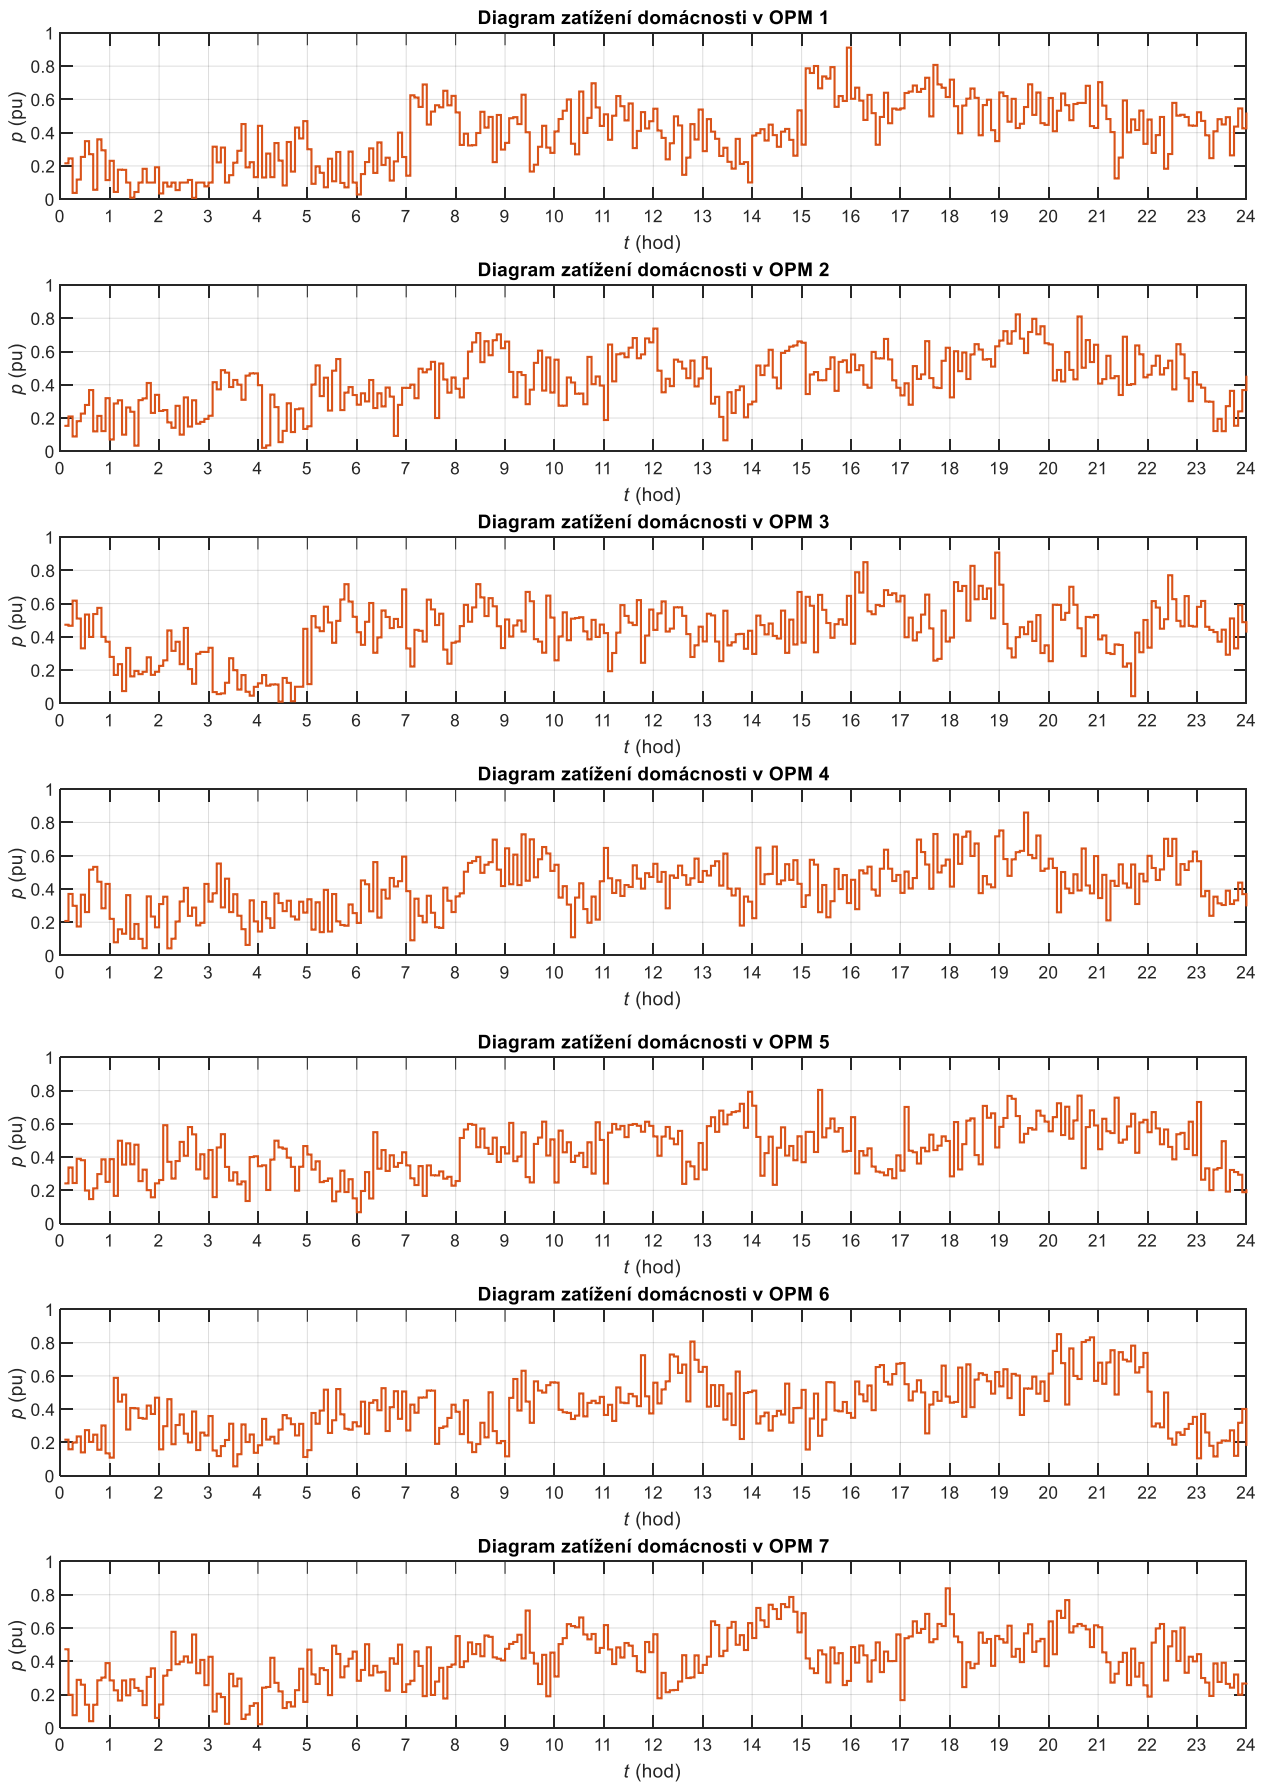 Diagram zatížení domácnosti v OPM 1
1
0.8
0.6
0.4
0.2
0
p (pu)
0 1 2 3 4 5 6 7 8 9 10 11 12 13 14 15 16 17 18 19 20 21 22 23 24
t (hod)
Diagram zatížení domácnosti v OPM 2
1
0.8
0.6
0.4
0.2
0
p (pu)
0 1 2 3 4 5 6 7 8 9 10 11 12 13 14 15 16 17 18 19 20 21 22 23 24
t (hod)
Diagram zatížení domácnosti v OPM 3
1
0.8
0.6
0.4
0.2
0
p (pu)
0 1 2 3 4 5 6 7 8 9 10 11 12 13 14 15 16 17 18 19 20 21 22 23 24
t (hod)
Diagram zatížení domácnosti v OPM 4
1
0.8
0.6
0.4
0.2
0
p (pu)
0 1 2 3 4 5 6 7 8 9 10 11 12 13 14 15 16 17 18 19 20 21 22 23 24
t (hod)
Diagram zatížení domácnosti v OPM 5
1
0.8
0.6
0.4
0.2
0
p (pu)
0 1 2 3 4 5 6 7 8 9 10 11 12 13 14 15 16 17 18 19 20 21 22 23 24
t (hod)
Diagram zatížení domácnosti v OPM 6
1
0.8
0.6
0.4
0.2
0
p (pu)
0 1 2 3 4 5 6 7 8 9 10 11 12 13 14 15 16 17 18 19 20 21 22 23 24
t (hod)
Diagram zatížení domácnosti v OPM 7
1
0.8
0.6
0.4
0.2
0
p (pu)
0 1 2 3 4 5 6 7 8 9 10 11 12 13 14 15 16 17 18 19 20 21 22 23 24
t (hod)